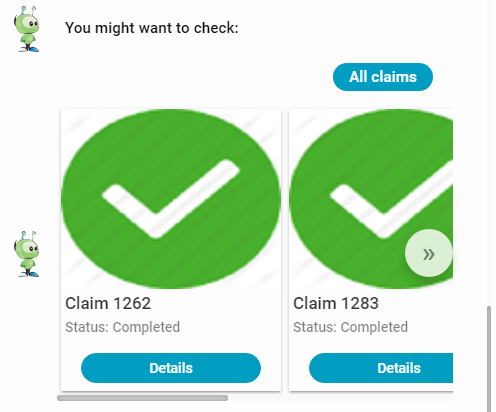 You might want to check:
All claims
»
Claim 1262
Status: Completed
Details
Claim 1283
Status: Completed
Details